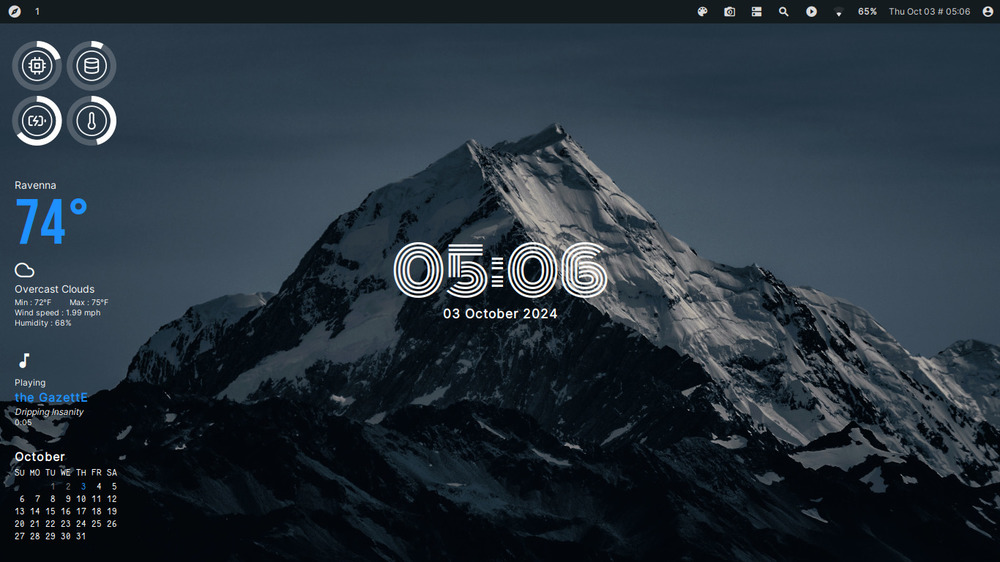 1
65% Thu Oct 03 # 05:06
Ravenna
74°
Overcast Clouds
Min : 72°F Max : 75°F
Wind speed : 1.99 mph
Humidity : 68%
05:06
03 October 2024
Playing
the GazettE
Dripping Insanity
0:05
October
SU MO TU WE TH FR SA
1 2 3 4 5
6 7 8 9 10 11 12
13 14 15 16 17 18 19
20 21 22 23 24 25 26
27 28 29 30 31